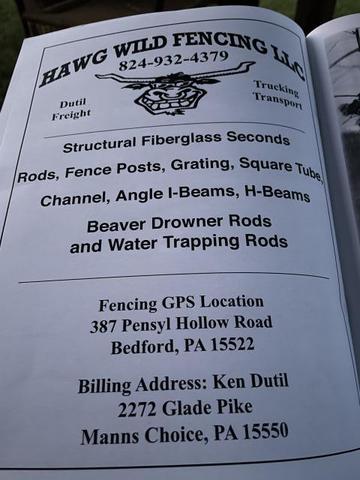 HAWG WILD FENCING LLC
824-932-4379
Dutil
Freight
Trucking
Transport
Structural Fiberglass Seconds
Rods, Fence Posts, Grating, Square Tube,
Channel, Angle I-Beams, H-Beams
Beaver Drowner Rods
and Water Trapping Rods
Fencing GPS Location
387 Pensyl Hollow Road
Bedford, PA 15522
Billing Address: Ken Dutil
2272 Glade Pike
Manns Choice, PA 15550